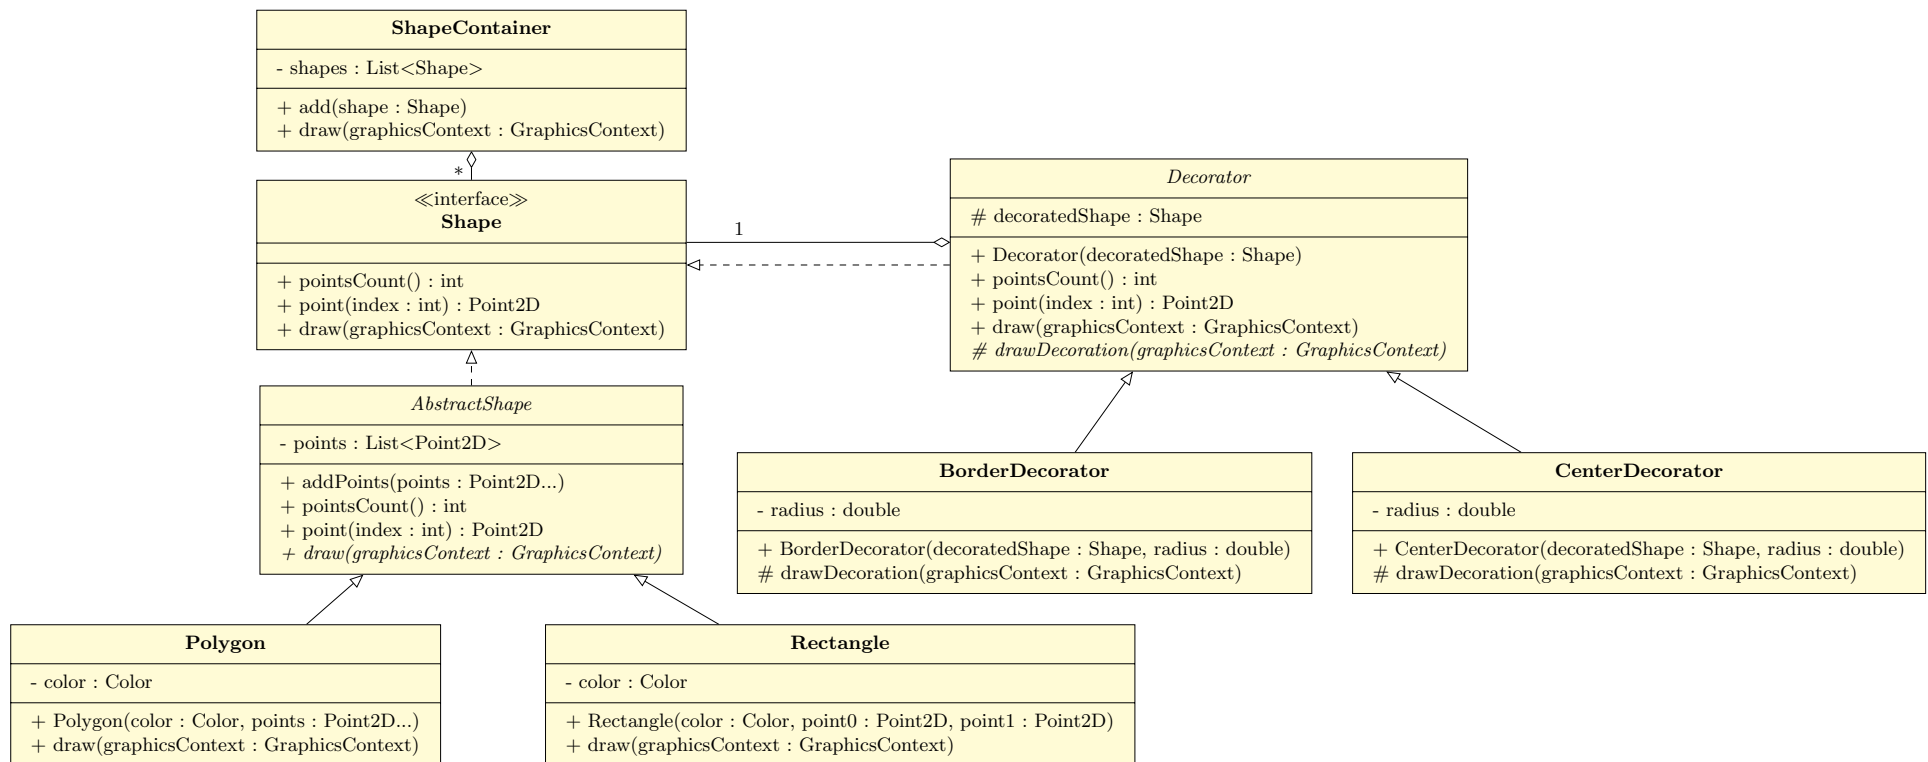 ShapeContainer
- shapes : List<Shape>
+ add(shape : Shape)
+ draw(graphicsContext : GraphicsContext)
*
≪interface≫
Shape
+ pointsCount() : int
+ point(index : int) : Point2D
+ draw(graphicsContext : GraphicsContext)
1
Decorator
# decoratedShape : Shape
+ Decorator(decoratedShape : Shape)
+ pointsCount() : int
+ point(index : int) : Point2D
+ draw(graphicsContext : GraphicsContext)
# drawDecoration(graphicsContext : GraphicsContext)
AbstractShape
- points : List<Point2D>
+ addPoints(points : Point2D...)
+ pointsCount() : int
+ point(index : int) : Point2D
+ draw(graphicsContext : GraphicsContext)
BorderDecorator
- radius : double
+ BorderDecorator(decoratedShape : Shape, radius : double)
# drawDecoration(graphicsContext : GraphicsContext)
CenterDecorator
- radius : double
+ CenterDecorator(decoratedShape : Shape, radius : double)
# drawDecoration(graphicsContext : GraphicsContext)
Polygon
- color : Color
+ Polygon(color : Color, points : Point2D...)
+ draw(graphicsContext : GraphicsContext)
Rectangle
- color : Color
+ Rectangle(color : Color, point0 : Point2D, point1 : Point2D)
+ draw(graphicsContext : GraphicsContext)